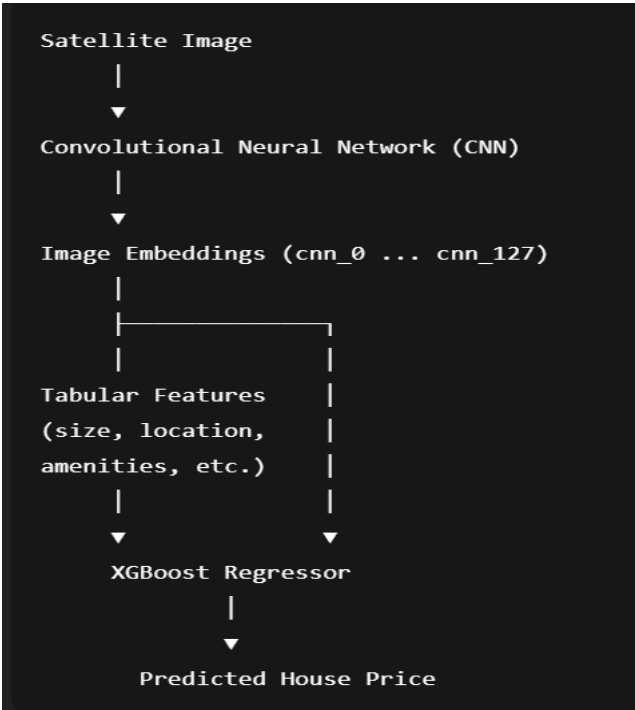 Satellite Image
Convolutional Neural Network (CNN)
Image Embeddings (cnn_0 ... cnn_127)
Tabular Features
(size, location,
amenities, etc.)
XGBoost Regressor
Predicted House Price